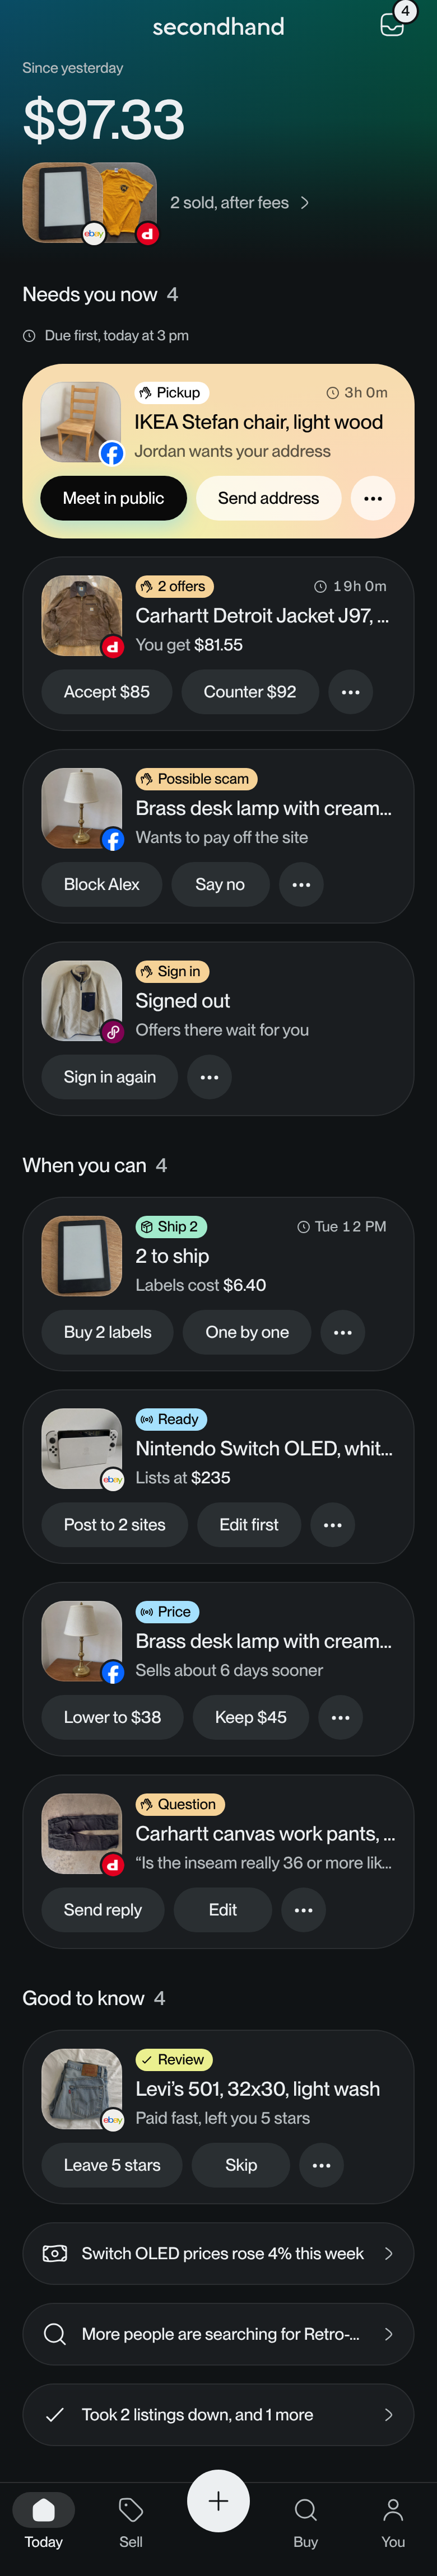 secondhand
4
Since yesterday
$97.33
ebay
d
2 sold, after fees
Needs you now 4
Due first, today at 3 pm
Pickup
3h 0m
IKEA Stefan chair, light wood
Jordan wants your address
Meet in public
Send address
2 offers
19h 0m
Carhartt Detroit Jacket J97, ...
You get $81.55
d
Accept $85
Counter $92
Possible scam
Brass desk lamp with cream...
Wants to pay off the site
Block Alex
Say no
Sign in
Signed out
Offers there wait for you
Sign in again
When you can 4
Ship 2
Tue 12 PM
2 to ship
Labels cost $6.40
Buy 2 labels
One by one
Ready
Nintendo Switch OLED, whit...
Lists at $235
ebay
Post to 2 sites
Edit first
Price
Brass desk lamp with cream...
Sells about 6 days sooner
Lower to $38
Keep $45
Question
Carhartt canvas work pants, ...
“Is the inseam really 36 or more lik...
d
Send reply
Edit
Good to know 4
Review
Levi’s 501, 32x30, light wash
Paid fast, left you 5 stars
ebay
Leave 5 stars
Skip
Switch OLED prices rose 4% this week
More people are searching for Retro-...
Took 2 listings down, and 1 more
Today
Sell
Buy
You